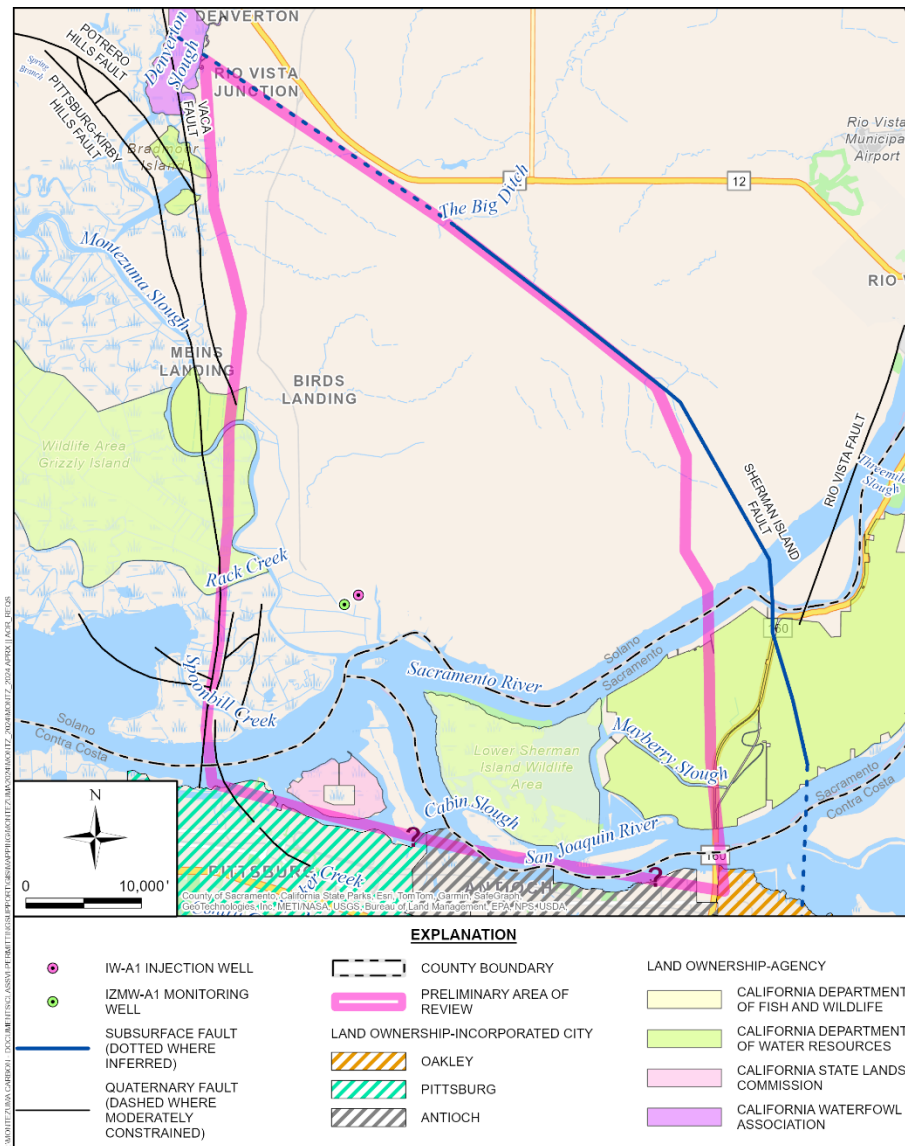 DENVERTON
POTRERO
HILLS FAULT
Denverton
Slough
Spring
Branch
PITTSBURG-KIRBY
HILLS FAULT
RIO VISTA
JUNCTION
VACA
FAULT
Bradmoor
Island
Rio Vista
Municipal
Airport
12
The Big Ditch
Montezuma Slough
RIO V
MEINS
LANDING
BIRDS
LANDING
Wildlife Area
Grizzly Island
RIO VISTA FAULT
Threemile
Slough
SHERMAN ISLAND
FAULT
Rack Creek
160
Solano
Sacramento
Spoonbill Creek
Sacramento River
Solano
Contra Costa
Mayberry Slough
Lower Sherman
Island Wildlife
Area
Sacramento
Contra Costa
N
Cabin Slough
?
San Joaquin River
?
160
0 10,000'
PITTSBURG
Creek
ANTIOCH
County of Sacramento, California State Parks, Esri, TomTom, Garmin, SafeGraph,
GeoTechnologies, Inc, METI/NASA, USGS, Bureau of Land Management, EPA, NPS, USDA,
EXPLANATION
IW-A1 INJECTION WELL
IZMW-A1 MONITORING
WELL
SUBSURFACE FAULT
(DOTTED WHERE
INFERRED)
QUATERNARY FAULT
(DASHED WHERE
MODERATELY
CONSTRAINED)
COUNTY BOUNDARY
PRELIMINARY AREA OF
REVIEW
LAND OWNERSHIP-INCORPORATED CITY
OAKLEY
PITTSBURG
ANTIOCH
LAND OWNERSHIP-AGENCY
CALIFORNIA DEPARTMENT
OF FISH AND WILDLIFE
CALIFORNIA DEPARTMENT
OF WATER RESOURCES
CALIFORNIA STATE LANDS
COMMISSION
CALIFORNIA WATERFOWL
ASSOCIATION